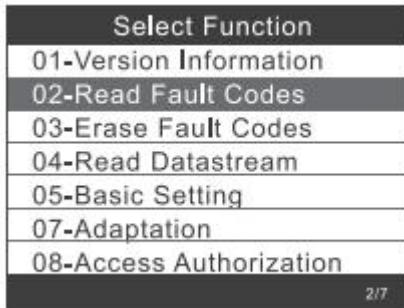 Select Function
01-Version Information
02-Read Fault Codes
03-Erase Fault Codes
04-Read Datastream
05-Basic Setting
07-Adaptation
08-Access Authorization
2/7